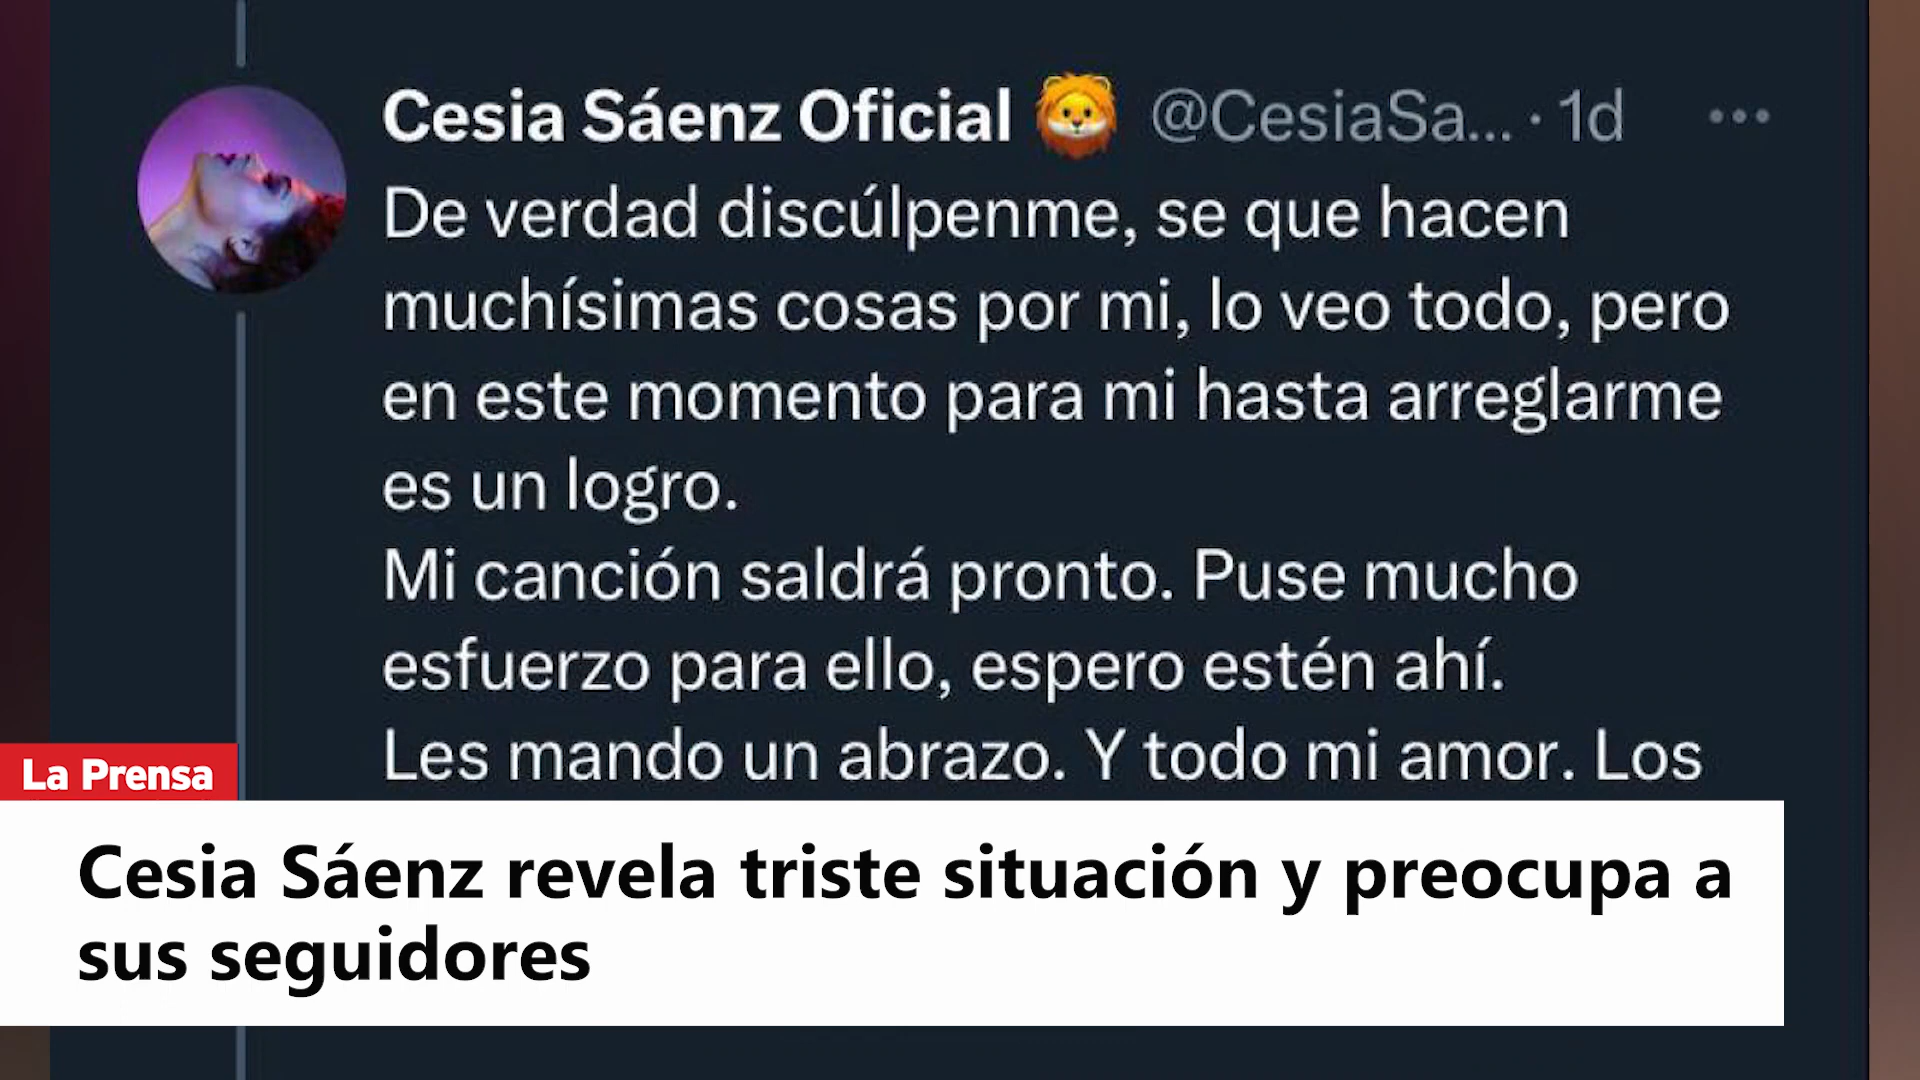 Cesia Sáenz Oficial 🦁 @CesiaSa... · 1d ...
De verdad discúlpenme, se que hacen
muchísimas cosas por mi, lo veo todo, pero
en este momento para mi hasta arreglarme
es un logro.
Mi canción saldrá pronto. Puse mucho
esfuerzo para ello, espero estén ahí.
Les mando un abrazo. Y todo mi amor. Los
La Prensa
Cesia Sáenz revela triste situación y preocupa a
sus seguidores